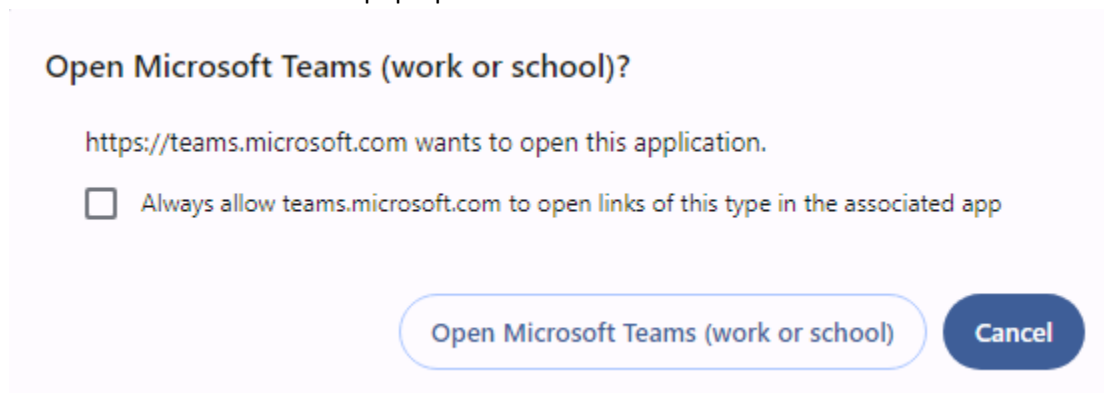 Open Microsoft Teams (work or school)?
https://teams.microsoft.com wants to open this application.
Always allow teams.microsoft.com to open links of this type in the associated app
Open Microsoft Teams (work or school)
Cancel